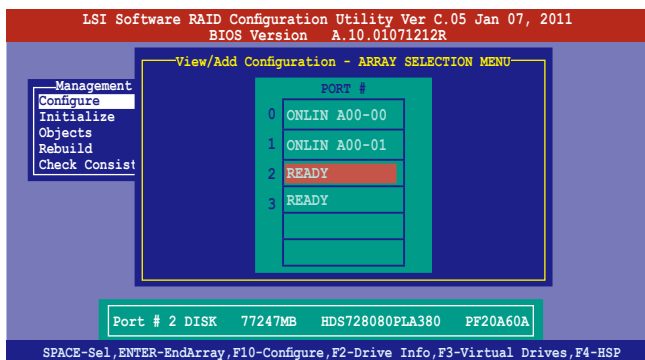 LSI Software RAID Configuration Utility Ver C.05 Jan 07, 2011
BIOS Version A.10.01071212R
View/Add Configuration - ARRAY SELECTION MENU
Management
Configure
Initialize
Objects
Rebuild
Check Consist
PORT #
0 ONLIN A00-00
1 ONLIN A00-01
2 READY
3 READY
Port # 2 DISK 77247MB HDS728080PLA380 PF20A60A
SPACE-Sel,ENTER-EndArray,F10-Configure,F2-Drive Info,F3-Virtual Drives,F4-HSP